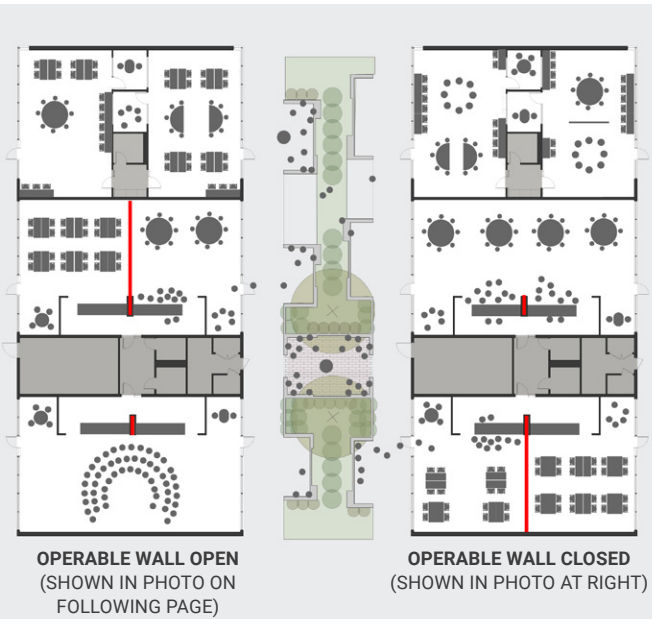 OPERABLE WALL OPEN
(SHOWN IN PHOTO ON
FOLLOWING PAGE)
OPERABLE WALL CLOSED
(SHOWN IN PHOTO AT RIGHT)